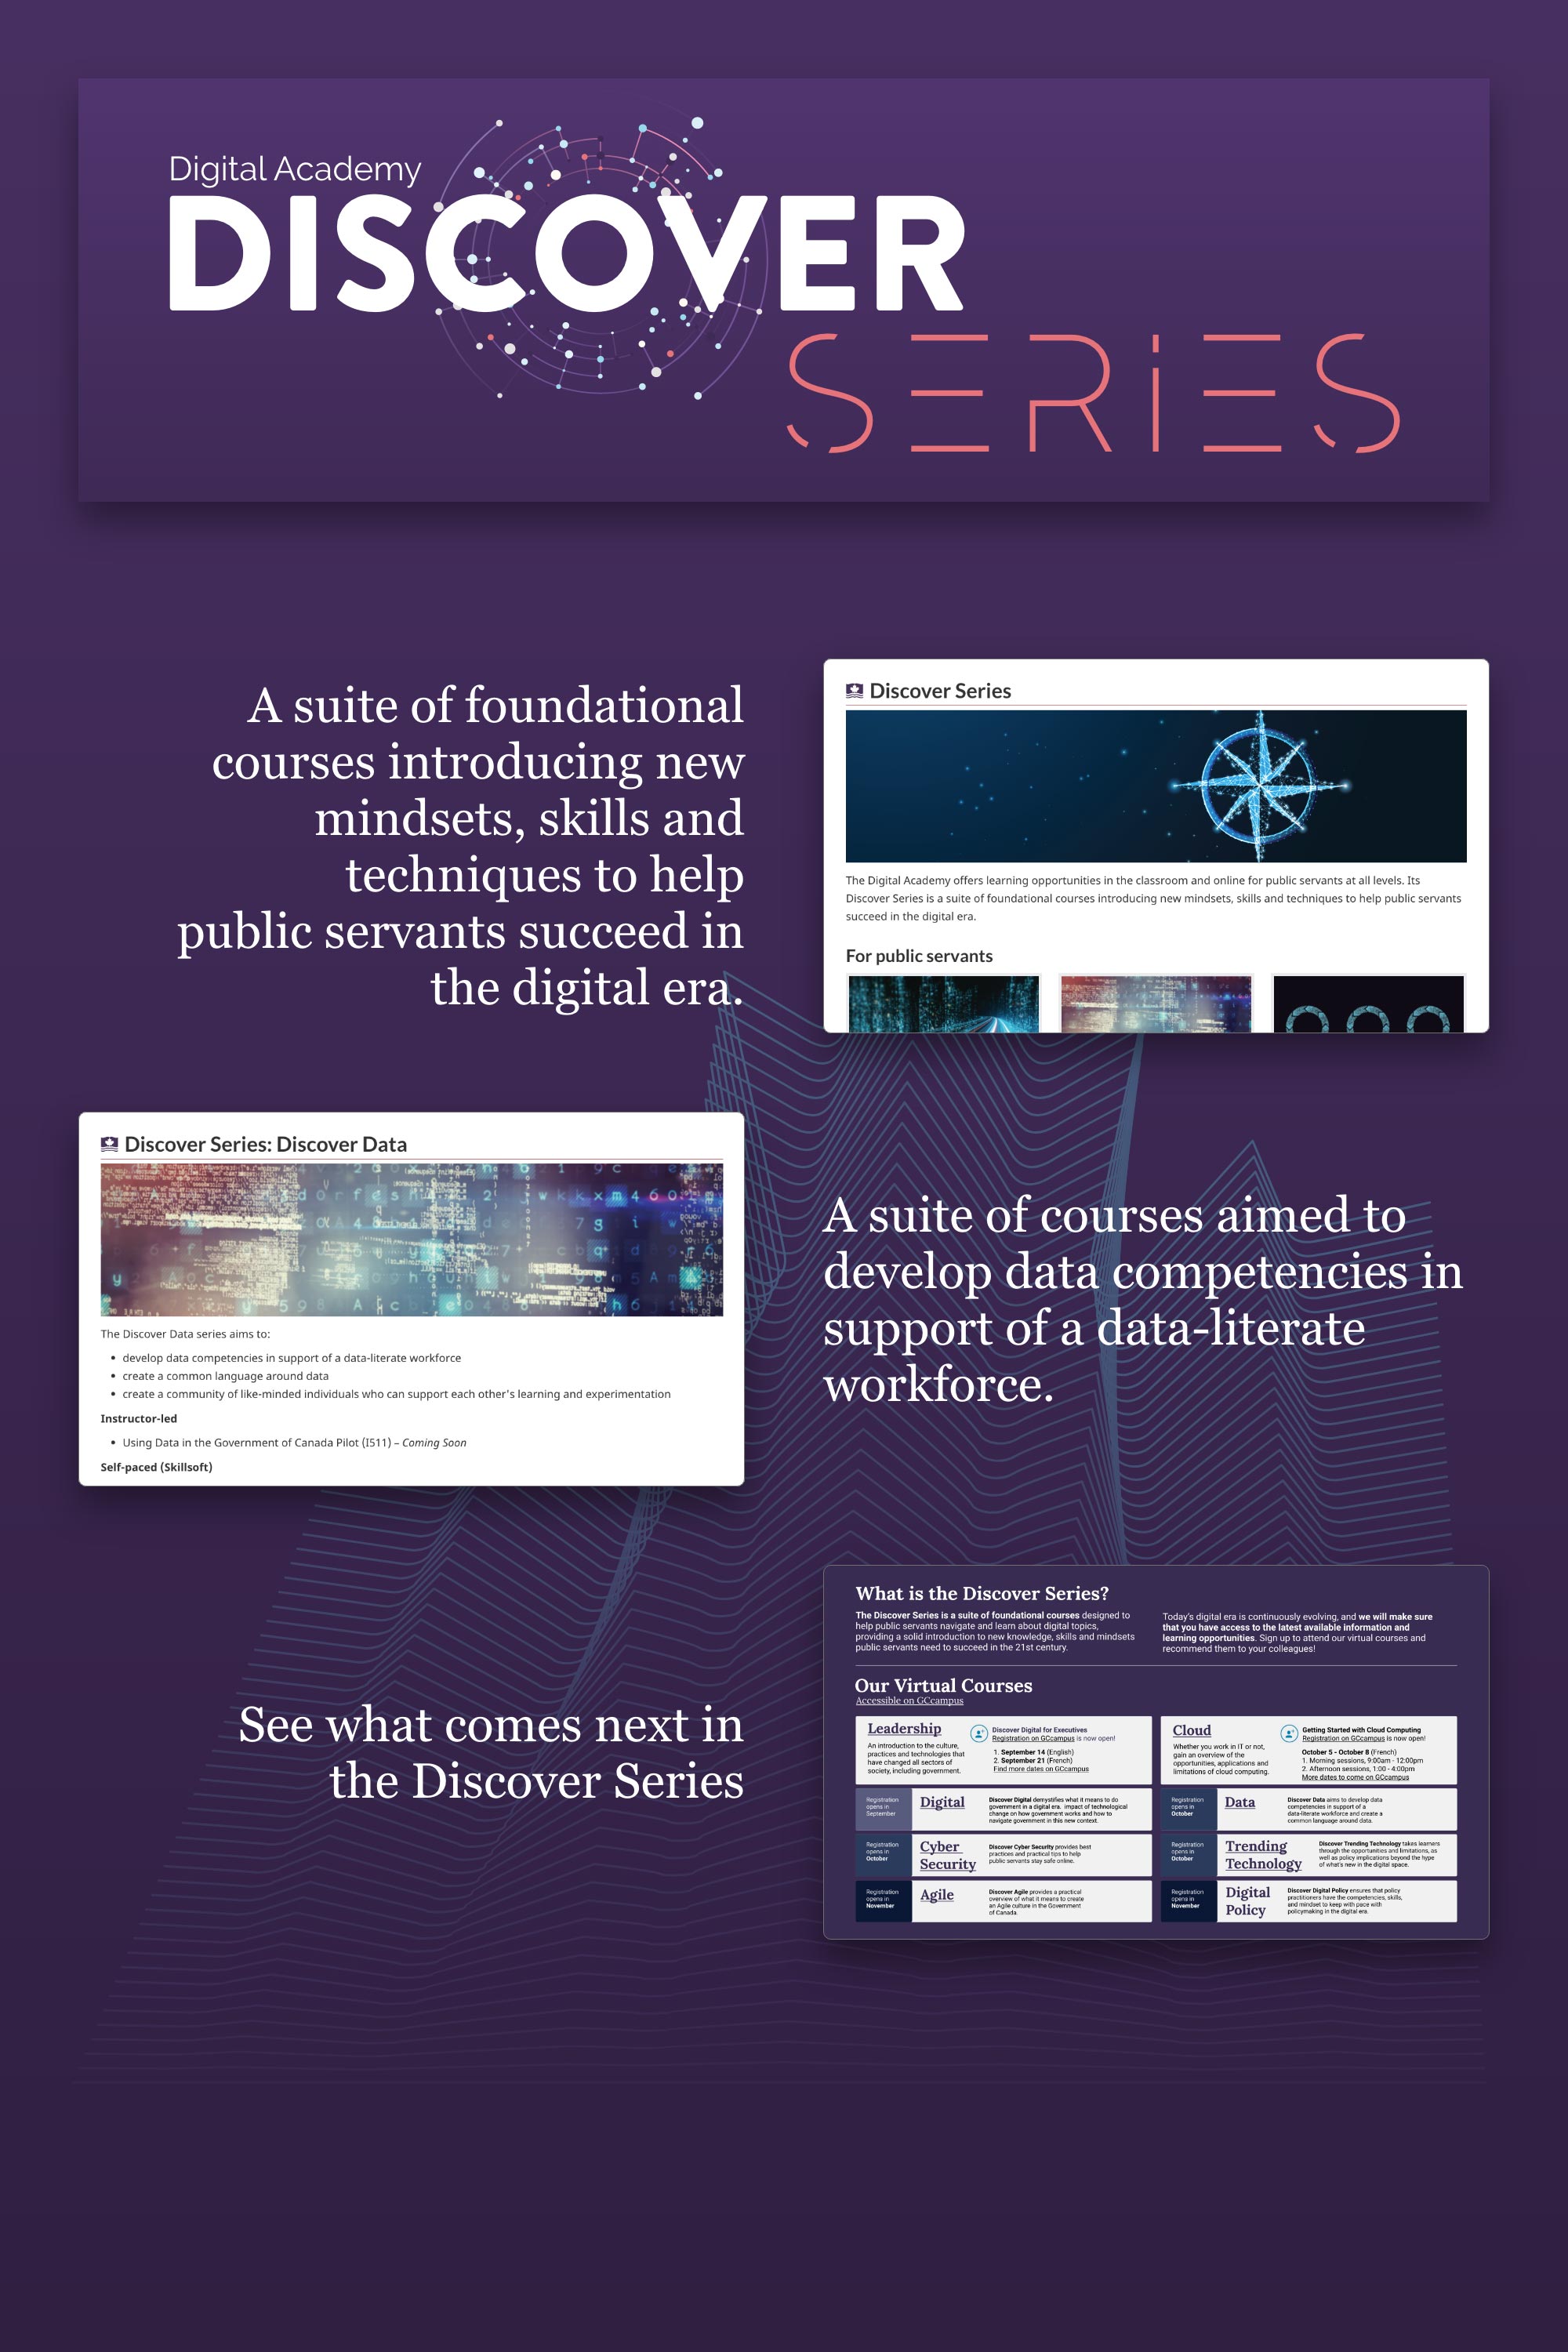 Digital Academy
DISCOVER
SERiES
A suite of foundational
courses introducing new
mindsets, skills and
techniques to help
public servants succeed in
the digital era.
Discover Series
The Digital Academy offers learning opportunities in the classroom and online for public servants at all levels. Its
Discover Series is a suite of foundational courses introducing new mindsets, skills and techniques to help public servants
succeed in the digital era.
For public servants
Discover Series: Discover Data
The Discover Data series aims to:
• develop data competencies in support of a data-literate workforce
• create a common language around data
• create a community of like-minded individuals who can support each other's learning and experimentation
Instructor-led
• Using Data in the Government of Canada Pilot (I511) – Coming Soon
Self-paced (Skillsoft)
A suite of courses aimed to
develop data competencies in
support of a data-literate
workforce.
See what comes next in
the Discover Series
What is the Discover Series?
The Discover Series is a suite of foundational courses designed to
help public servants navigate and learn about digital topics,
providing a solid introduction to new knowledge, skills and mindsets
public servants need to succeed in the 21st century.
Today's digital era is continuously evolving, and we will make sure
that you have access to the latest available information and
learning opportunities. Sign up to attend our virtual courses and
recommend them to your colleagues!
Our Virtual Courses
Accessible on GCcampus
Leadership
An introduction to the culture,
practices and technologies that
have changed all sectors of
society, including government.
Discover Digital for Executives
Registration on GCcampus is now open!
1. September 14 (English)
2. September 21 (French)
Find more dates on GCcampus
Cloud
Whether you work in IT or not,
gain an overview of the
opportunities, applications and
limitations of cloud computing.
Getting Started with Cloud Computing
Registration on GCcampus is now open!
October 5 - October 8 (French)
1. Morning sessions, 9:00am - 12:00pm
2. Afternoon sessions, 1:00 - 4:00pm
More dates to come on GCcampus
Registration
opens in
September
Digital
Discover Digital demystifies what it means to do
government in a digital era. impact of technological
change on how government works and how to
navigate government in this new context.
Registration
opens in
October
Data
Discover Data aims to develop data
competencies in support of a
data-literate workforce and create a
common language around data.
Registration
opens in
October
Cyber
Security
Discover Cyber Security provides best
practices and practical tips to help
public servants stay safe online.
Registration
opens in
October
Trending
Technology
Discover Trending Technology takes learners
through the opportunities and limitations, as
well as policy implications beyond the hype
of what's new in the digital space.
Registration
opens in
November
Agile
Discover Agile provides a practical
overview of what it means to create
an Agile culture in the Government
of Canada.
Registration
opens in
November
Digital
Policy
Discover Digital Policy ensures that policy
practitioners have the competencies, skills,
and mindset to keep with pace with
policymaking in the digital era.